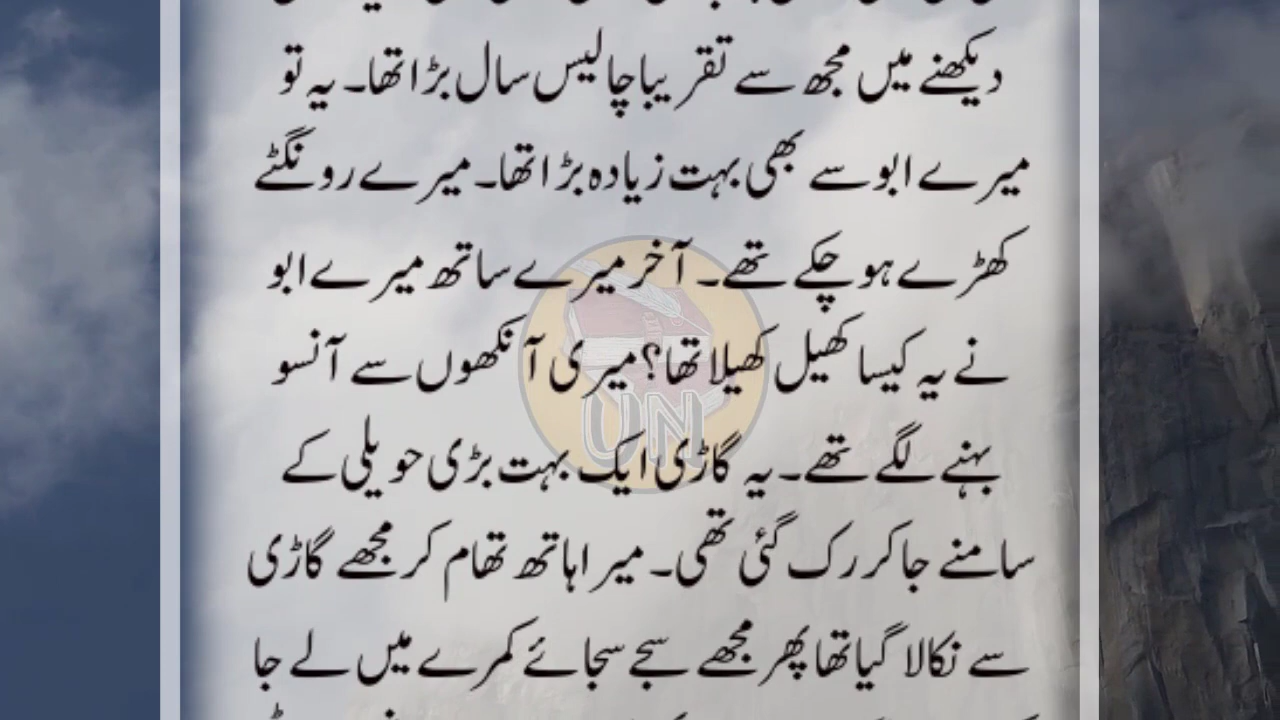 دیکھنے میں مجھ سے تقریباچالیس سال بڑا تھا۔ یہ تو
میرے ابو سے بھی بہت زیادہ بڑا تھا۔ میرے رونگٹے
کھڑے ہو چکے تھے۔ آخر میرے ساتھ میرے ابو
نے یہ کیسا کھیل کھیلا تھا؟ میری آنکھوں سے آنسو
بہنے لگے تھے۔ یہ گاڑی ایک بہت بڑی حویلی کے
سامنے جا کر رک گئی تھی۔ میرا ہاتھ تھام کر مجھے گاڑی
سے نکالا گیا تھا پھر مجھے سجے سجائے کمرے میں لے جا
UN